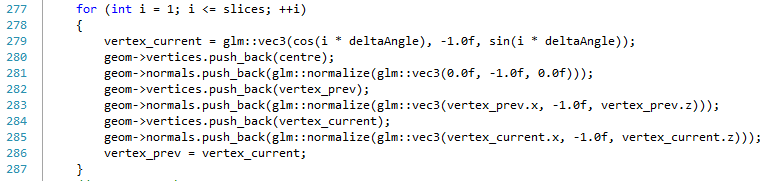 277 for (int i = 1; i <= slices; ++i)
278 {
279 vertex_current = glm::vec3(cos(i * deltaAngle), -1.0f, sin(i * deltaAngle));
280 geom->vertices.push_back(centre);
281 geom->normals.push_back(glm::normalize(glm::vec3(0.0f, -1.0f, 0.0f)));
282 geom->vertices.push_back(vertex_prev);
283 geom->normals.push_back(glm::normalize(glm::vec3(vertex_prev.x, -1.0f, vertex_prev.z)));
284 geom->vertices.push_back(vertex_current);
285 geom->normals.push_back(glm::normalize(glm::vec3(vertex_current.x, -1.0f, vertex_current.z)));
286 vertex_prev = vertex_current;
287 }